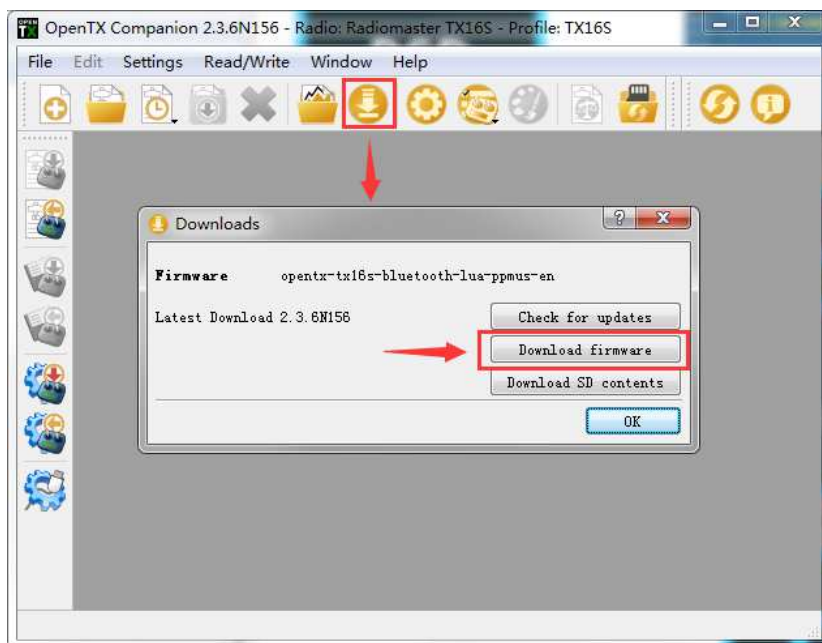 OPEN TX OpenTX Companion 2.3.6N156 - Radio: Radiomaster TX16S - Profile: TX16S
File Edit Settings Read/Write Window Help
Downloads
Firmware opentx-tx16s-bluetooth-lua-ppmus-en
Latest Download 2.3.6N156 Check for updates
Download firmware
Download SD contents
OK